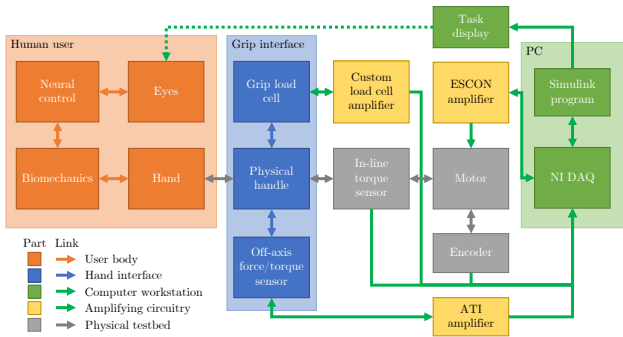 Task
display
Human user
Grip interface
PC
Neural
control
Eyes
Grip load
cell
Custom
load cell
amplifier
ESCON
amplifier
Simulink
program
Biomechanics
Hand
Physical
handle
In-line
torque
sensor
Motor
NI DAQ
Off-axis
force/torque
sensor
Encoder
ATI
amplifier
Part Link
User body
Hand interface
Computer workstation
Amplifying circuitry
Physical testbed